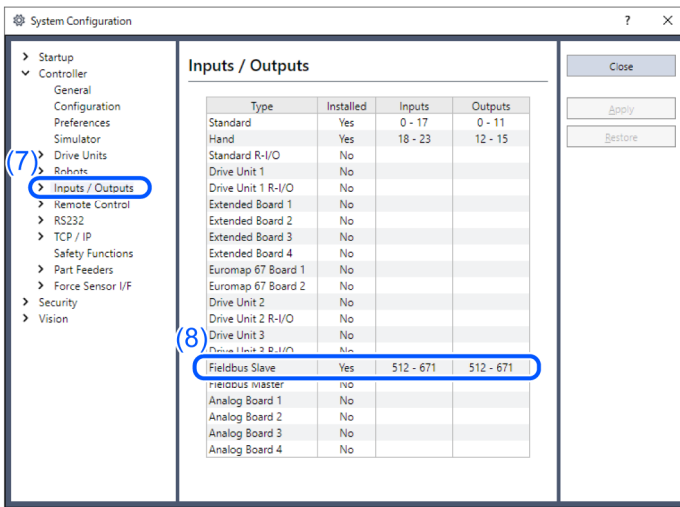 System Configuration
?
Startup
Controller
General
Configuration
Preferences
Simulator
(7)
Drive Units
Robots
Inputs / Outputs
Remote Control
RS232
TCP / IP
Safety Functions
Part Feeders
Force Sensor I/F
Security
Vision
Inputs / Outputs
Type Installed Inputs Outputs
Standard Yes 0 - 17 0 - 11
Hand Yes 18 - 23 12 - 15
Standard R-I/O No
Drive Unit 1 No
Drive Unit 1 R-I/O No
Extended Board 1 No
Extended Board 2 No
Extended Board 3 No
Extended Board 4 No
Euromap 67 Board 1 No
Euromap 67 Board 2 No
Drive Unit 2 No
Drive Unit 2 R-I/O No
(8)
Drive Unit 3 No
Drive Unit 3 R-I/O No
Fieldbus Slave Yes 512 - 671 512 - 671
Fieldbus Master No
Analog Board 1 No
Analog Board 2 No
Analog Board 3 No
Analog Board 4 No
Close
Apply
Restore